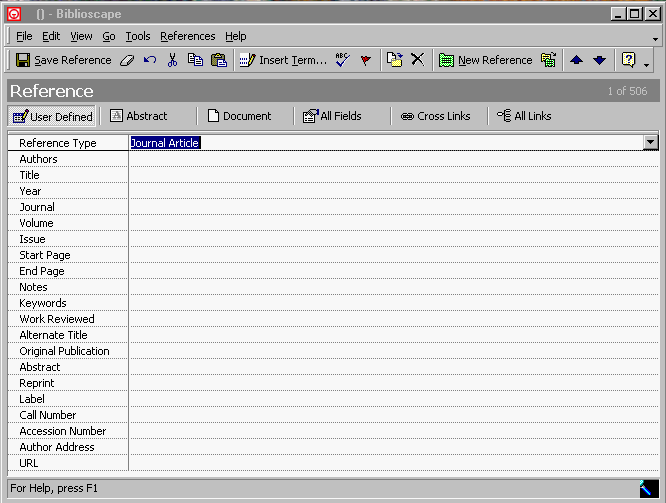 {} - Biblioscape
File Edit View Go Tools References Help
Save Reference ABC Insert Term... New Reference
Reference 1 of 506
User Defined Abstract Document All Fields Cross Links All Links
Reference Type Journal Article
Authors
Title
Year
Journal
Volume
Issue
Start Page
End Page
Notes
Keywords
Work Reviewed
Alternate Title
Original Publication
Abstract
Reprint
Label
Call Number
Accession Number
Author Address
URL
For Help, press F1